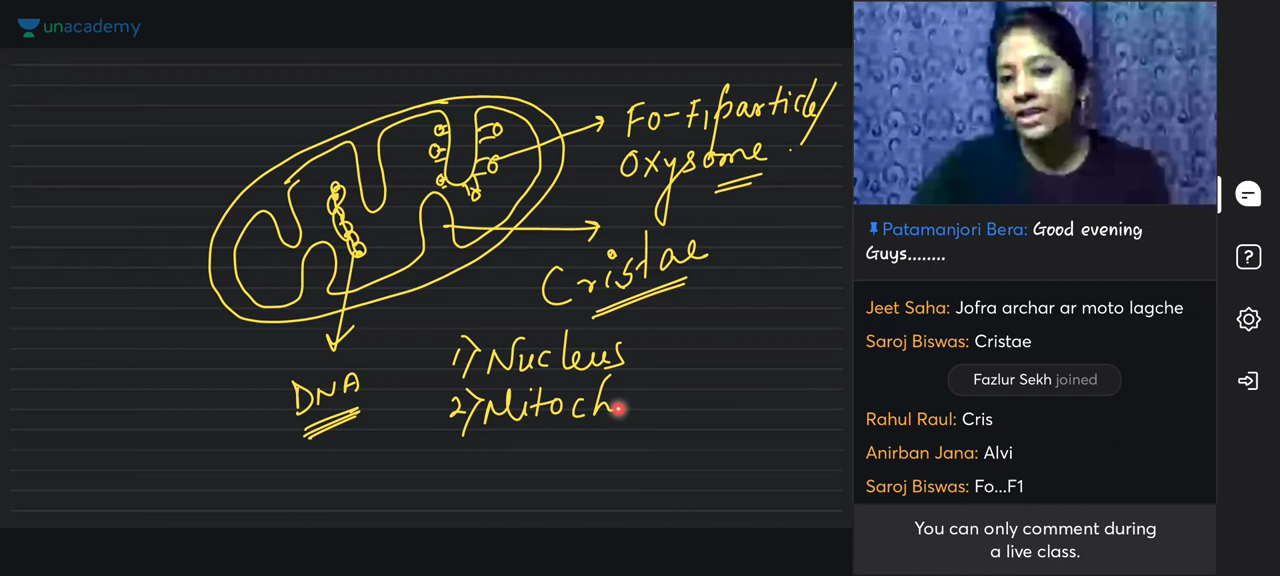 unacademy
Fo-F1 particle/
oxysome
Cristae
DNA
1) Nucleus
2) Mitoch
Patamanjori Bera: Good evening
Guys........
Jeet Saha: Jofra archar ar moto lagche
Saroj Biswas: Cristae
Fazlur Sekh joined
Rahul Raul: Cris
Anirban Jana: Alvi
Saroj Biswas: Fo...F1
You can only comment during
a live class.
?